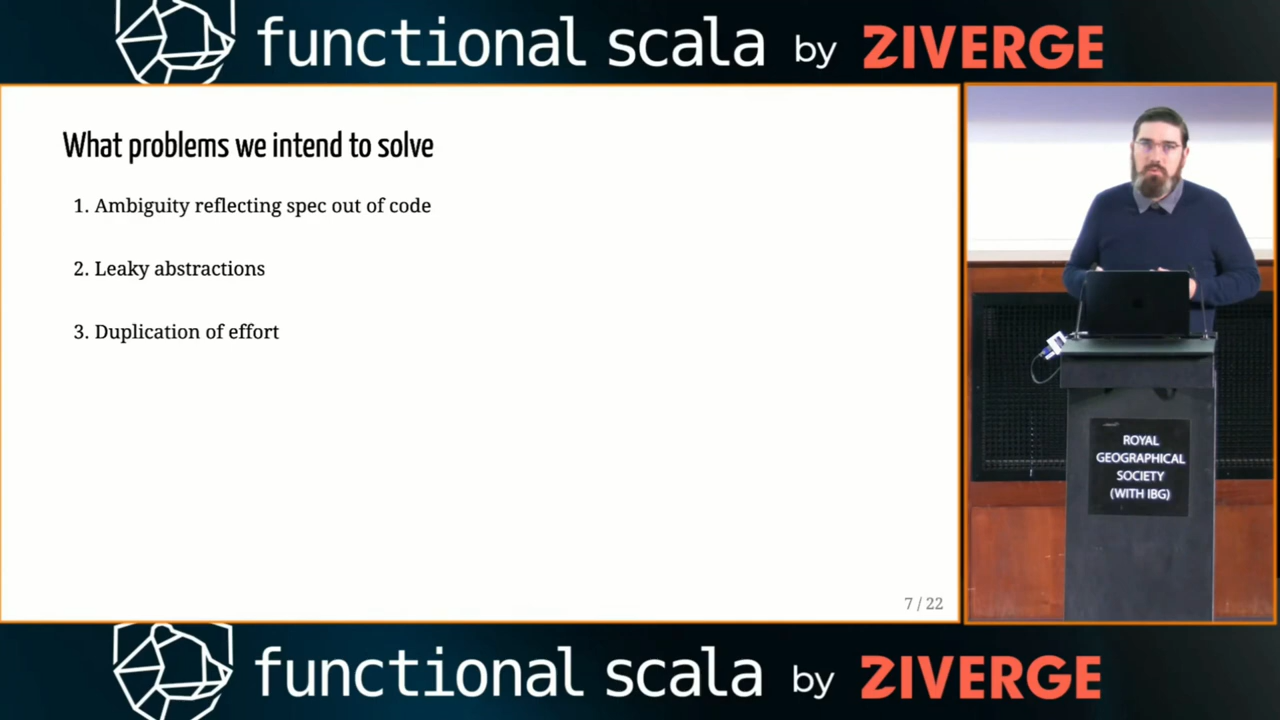 functional scala by ZIVERGE
What problems we intend to solve
1. Ambiguity reflecting spec out of code
2. Leaky abstractions
3. Duplication of effort
7 / 22
ROYAL
GEOGRAPHICAL
SOCIETY
(WITH IBG)
functional scala by ZIVERGE